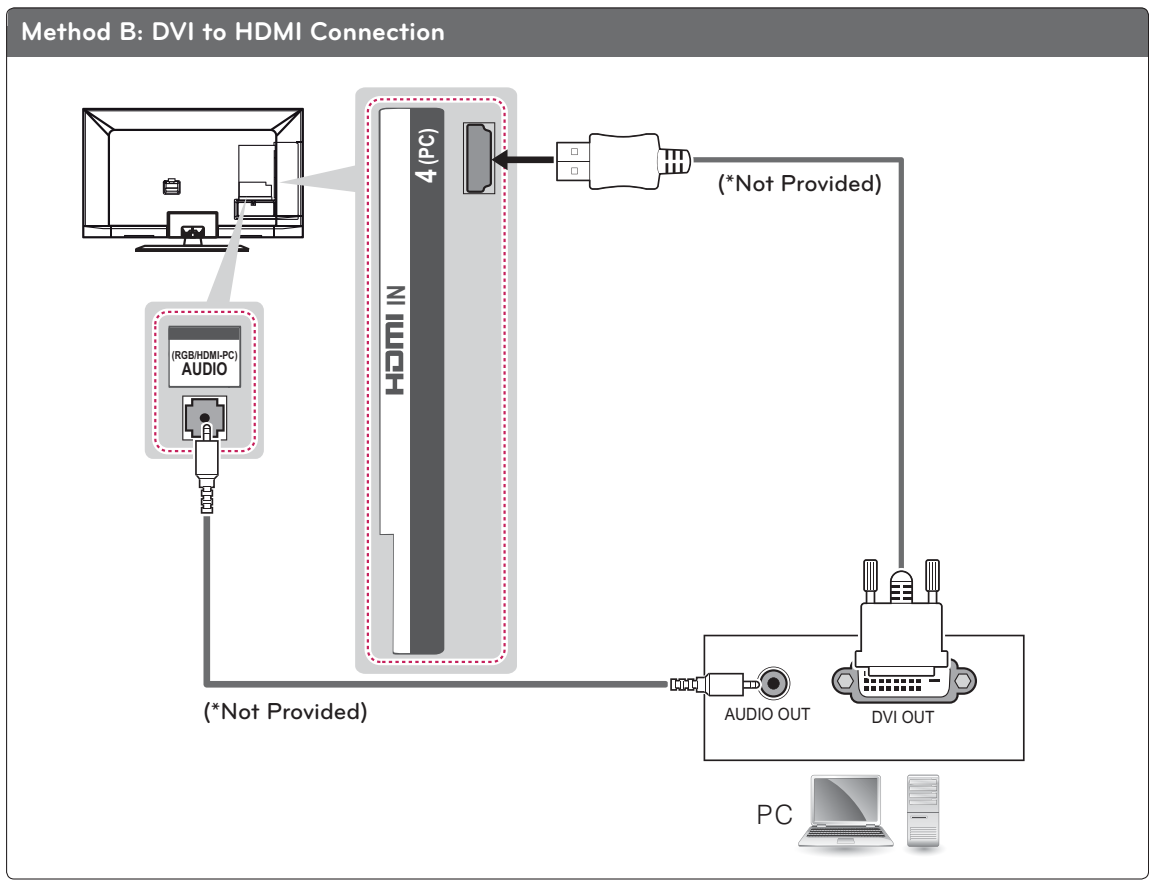 Method B: DVI to HDMI Connection
4 (PC)
HDMI IN
(*Not Provided)
(RGB/HDMI-PC)
AUDIO
(*Not Provided)
AUDIO OUT
DVI OUT
PC